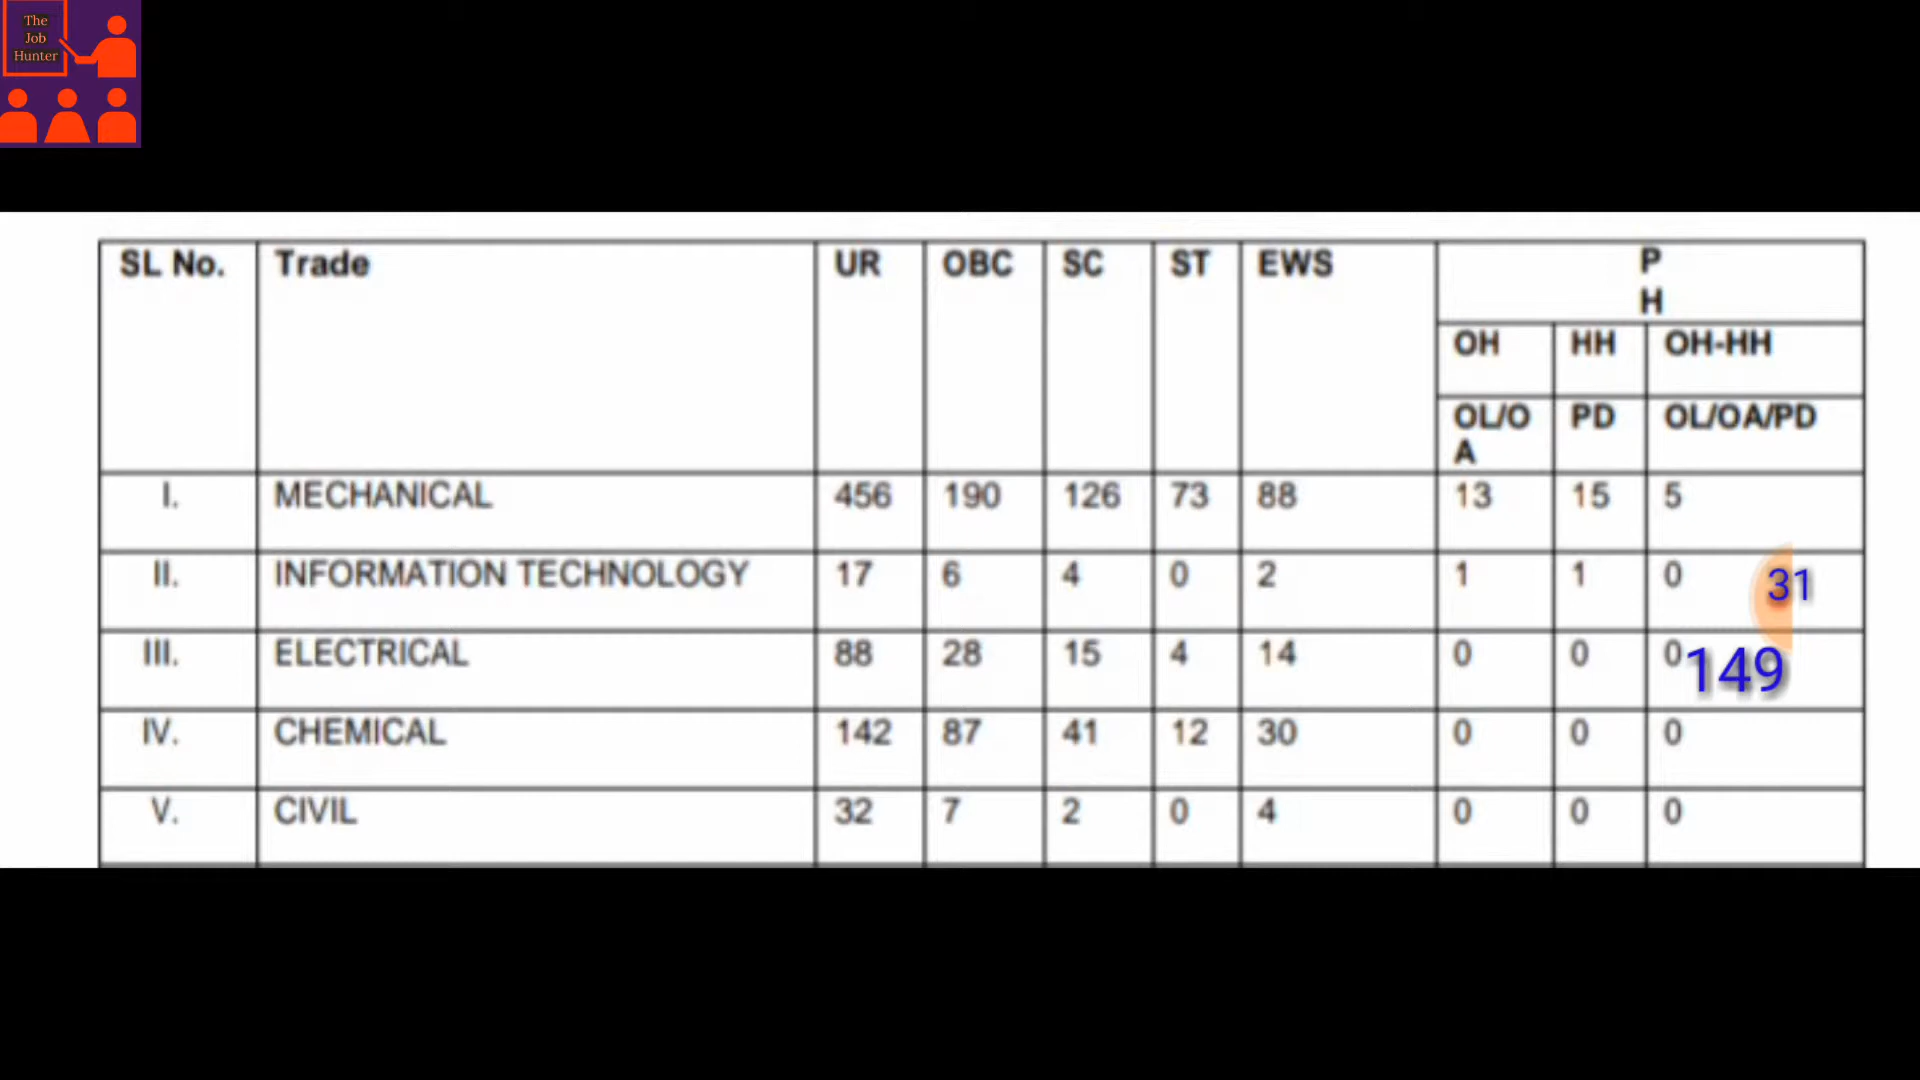 The
Job
Hunter
SL No. Trade UR OBC SC ST EWS P
H
OH HH OH-HH
OL/O PD OL/OA/PD
A
I. MECHANICAL 456 190 126 73 88 13 15 5
II. INFORMATION TECHNOLOGY 17 6 4 0 2 1 1 0 31
III. ELECTRICAL 88 28 15 4 14 0 0 0 149
IV. CHEMICAL 142 87 41 12 30 0 0 0
V. CIVIL 32 7 2 0 4 0 0 0